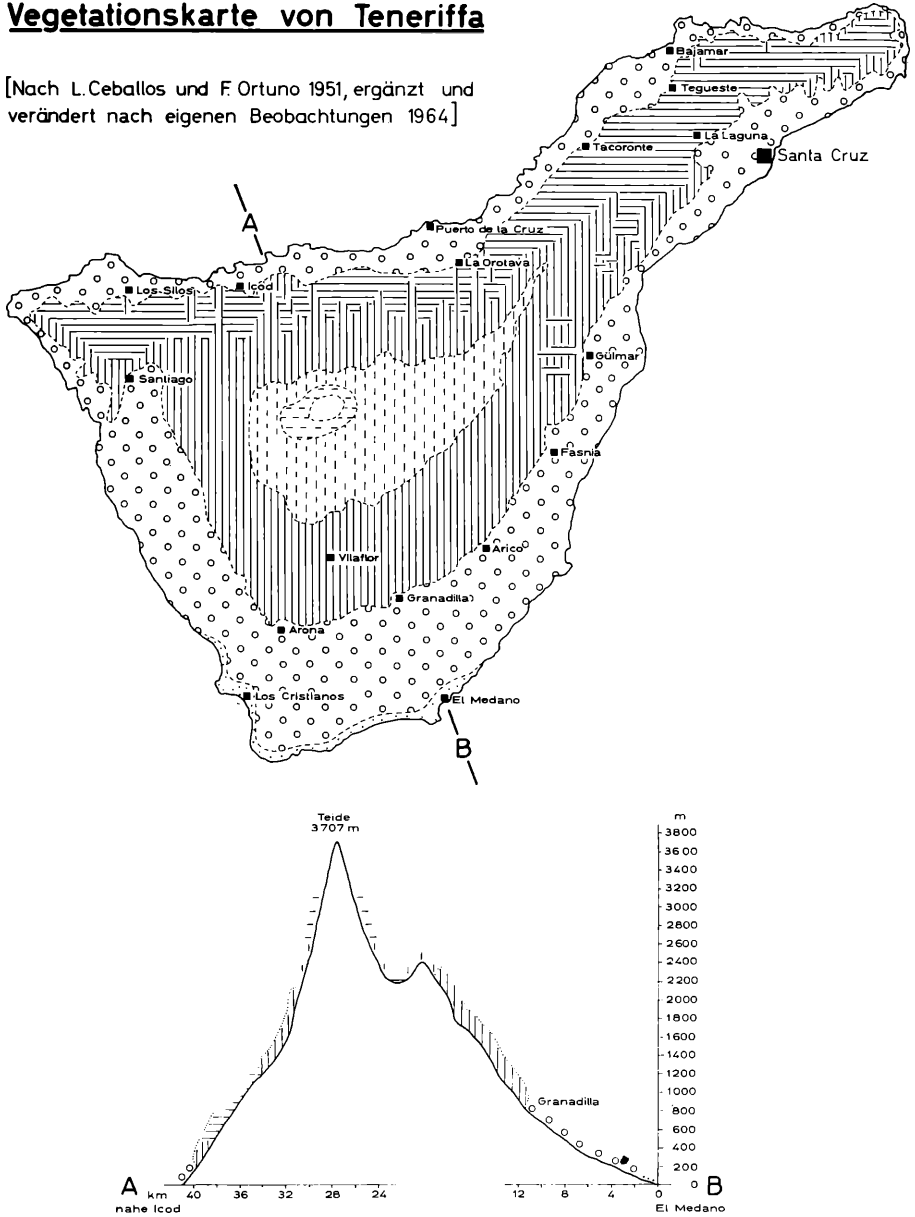 Vegetationskarte von Teneriffa
[Nach L. Ceballos und F. Ortuno 1951, ergänzt und
verändert nach eigenen Beobachtungen 1964]
Bajamar
Tegueste
La Laguna
Tacoronte
Santa Cruz
A
Puerto de la Cruz
La Orotava
Los Silos
Icod
Güimar
Santiago
Fasnia
Vilaflor
Arico
Granadilla
Arona
Los Cristianos
El Medano
B
Teide
3707 m
m
3800
3600
3400
3200
3000
2800
2600
2400
2200
2000
1800
1600
1400
1200
1000
800
600
400
200
0
Granadilla
A
km
40 36 32 28 24 12 8 4 0
B
nahe Icod
El Medano